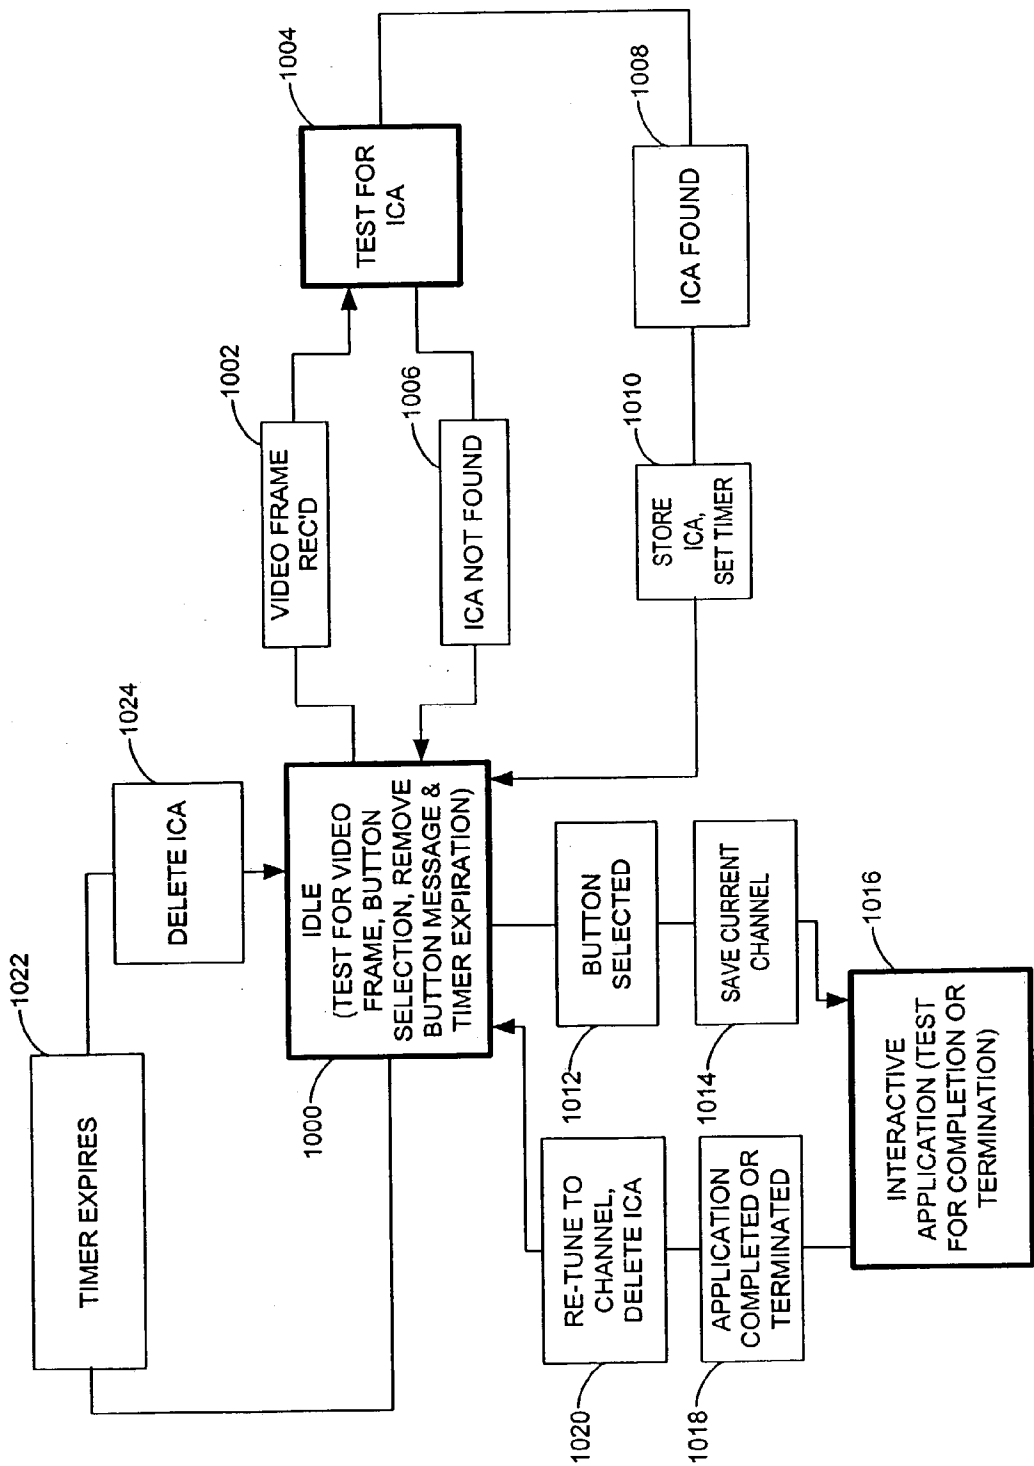 1022
TIMER EXPIRES
1024
DELETE ICA
1000
IDLE
(TEST FOR VIDEO
FRAME, BUTTON
SELECTION, REMOVE
BUTTON MESSAGE &
TIMER EXPIRATION)
1002
VIDEO FRAME
REC'D
1004
TEST FOR
ICA
1006
ICA NOT FOUND
1008
ICA FOUND
1010
STORE
ICA,
SET TIMER
1012
BUTTON
SELECTED
1014
SAVE CURRENT
CHANNEL
1016
INTERACTIVE
APPLICATION (TEST
FOR COMPLETION OR
TERMINATION)
1018
APPLICATION
COMPLETED OR
TERMINATED
1020
RE-TUNE TO
CHANNEL,
DELETE ICA